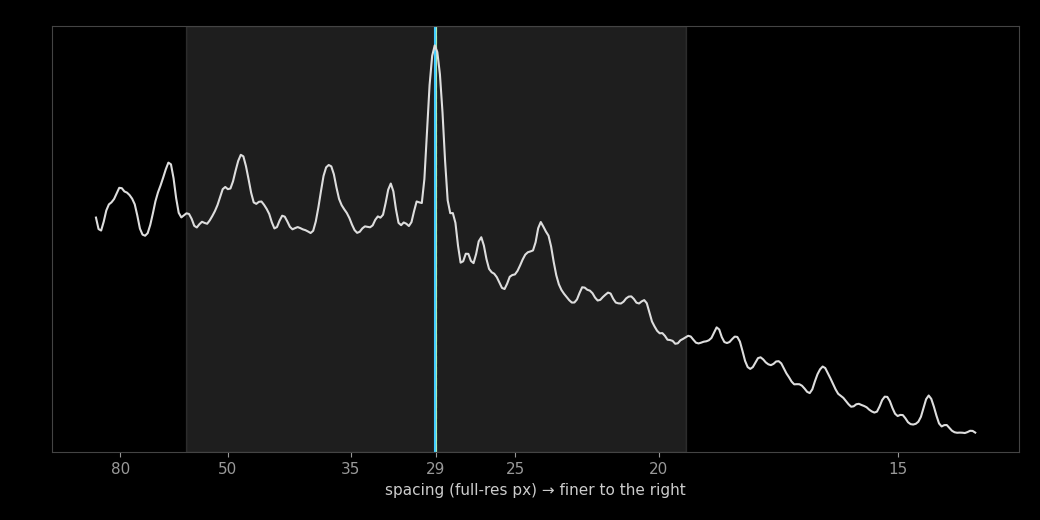 80 50 35 29 25 20 15
spacing (full-res px) → finer to the right